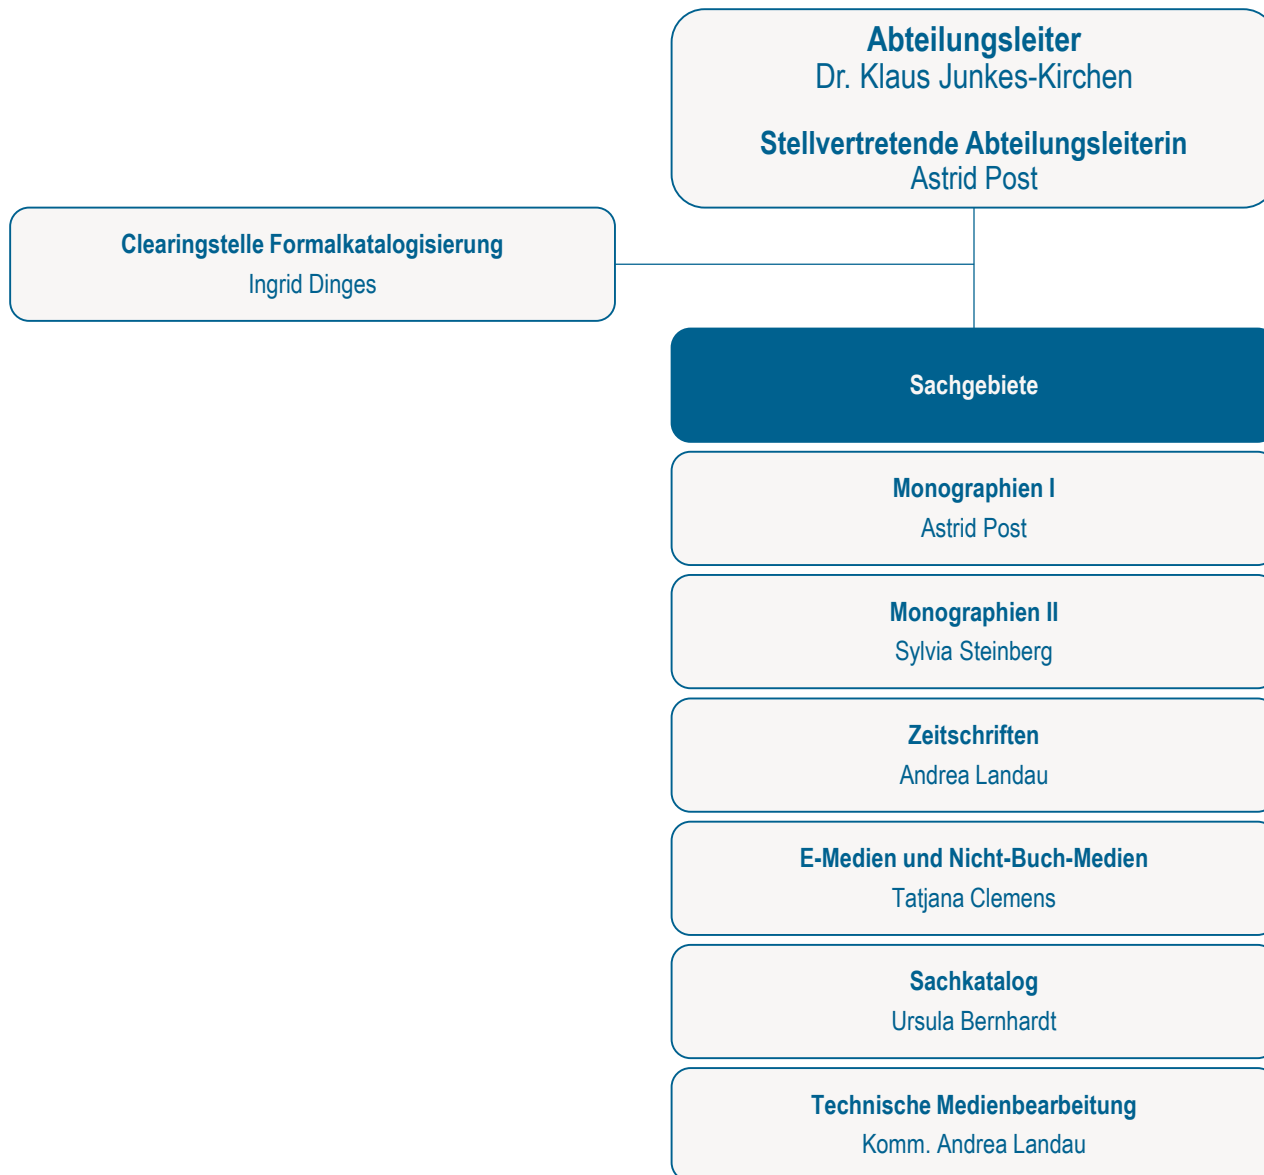 Abteilungsleiter
Dr. Klaus Junkes-Kirchen
Stellvertretende Abteilungsleiterin
Astrid Post
Clearingstelle Formalkatalogisierung
Ingrid Dinges
Sachgebiete
Monographien I
Astrid Post
Monographien II
Sylvia Steinberg
Zeitschriften
Andrea Landau
E-Medien und Nicht-Buch-Medien
Tatjana Clemens
Sachkatalog
Ursula Bernhardt
Technische Medienbearbeitung
Komm. Andrea Landau